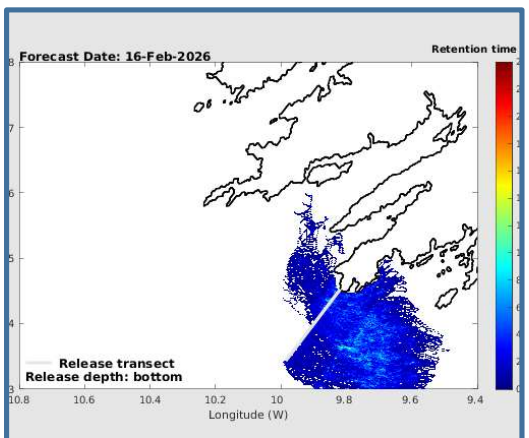 Forecast Date: 16-Feb-2026
Retention time
8
7
6
5
4
3
Release transect
Release depth: bottom
10.8 10.6 10.4 10.2 10 9.8 9.6 9.4
Longitude (W)